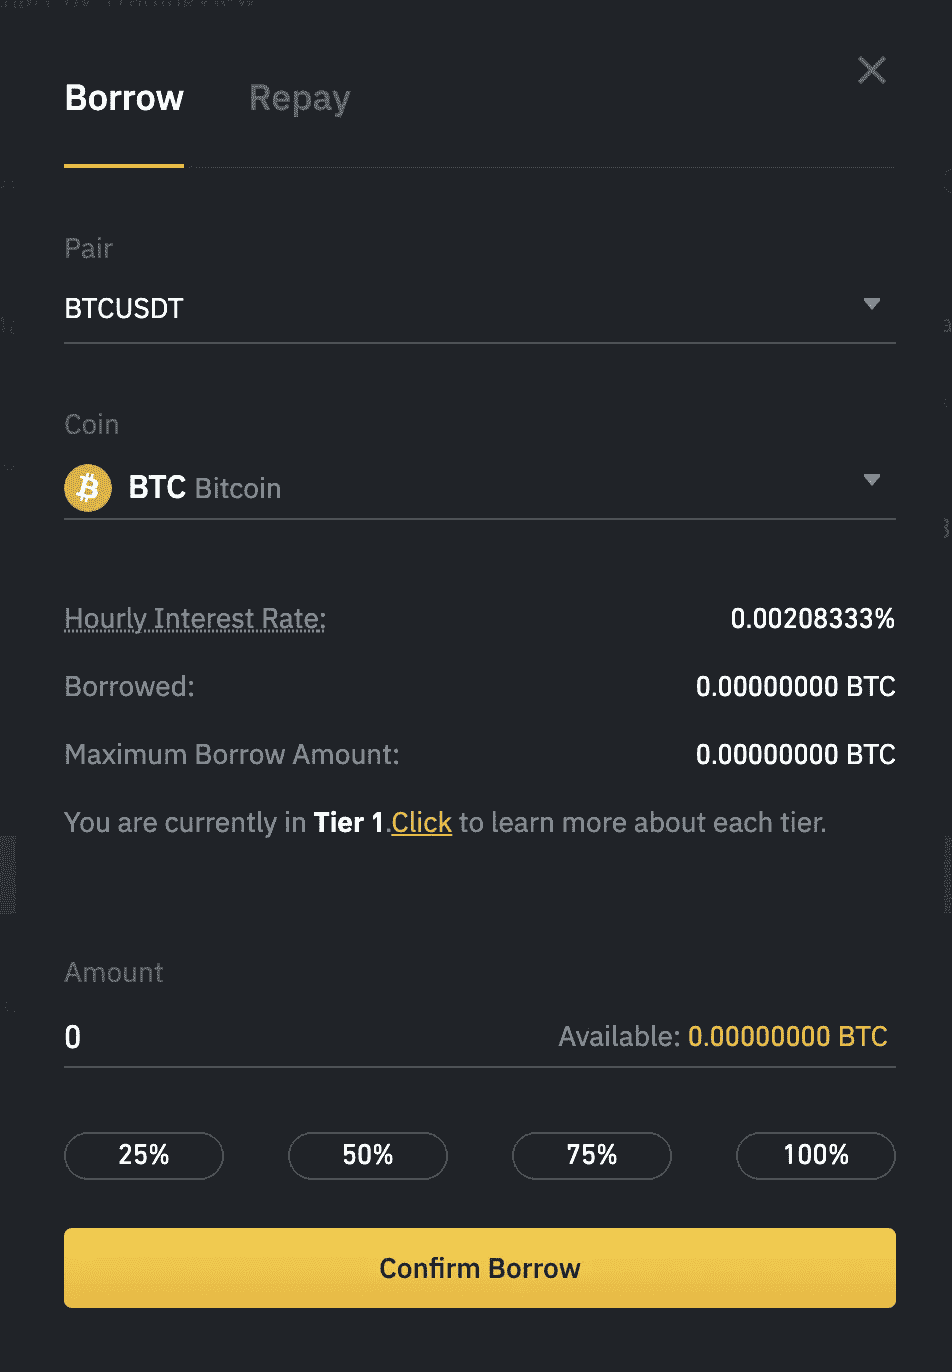 Borrow Repay
Pair
BTCUSDT
Coin
BTC Bitcoin
Hourly Interest Rate: 0.00208333%
Borrowed: 0.00000000 BTC
Maximum Borrow Amount: 0.00000000 BTC
You are currently in Tier 1.Click to learn more about each tier.
Amount
0 Available: 0.00000000 BTC
25% 50% 75% 100%
Confirm Borrow